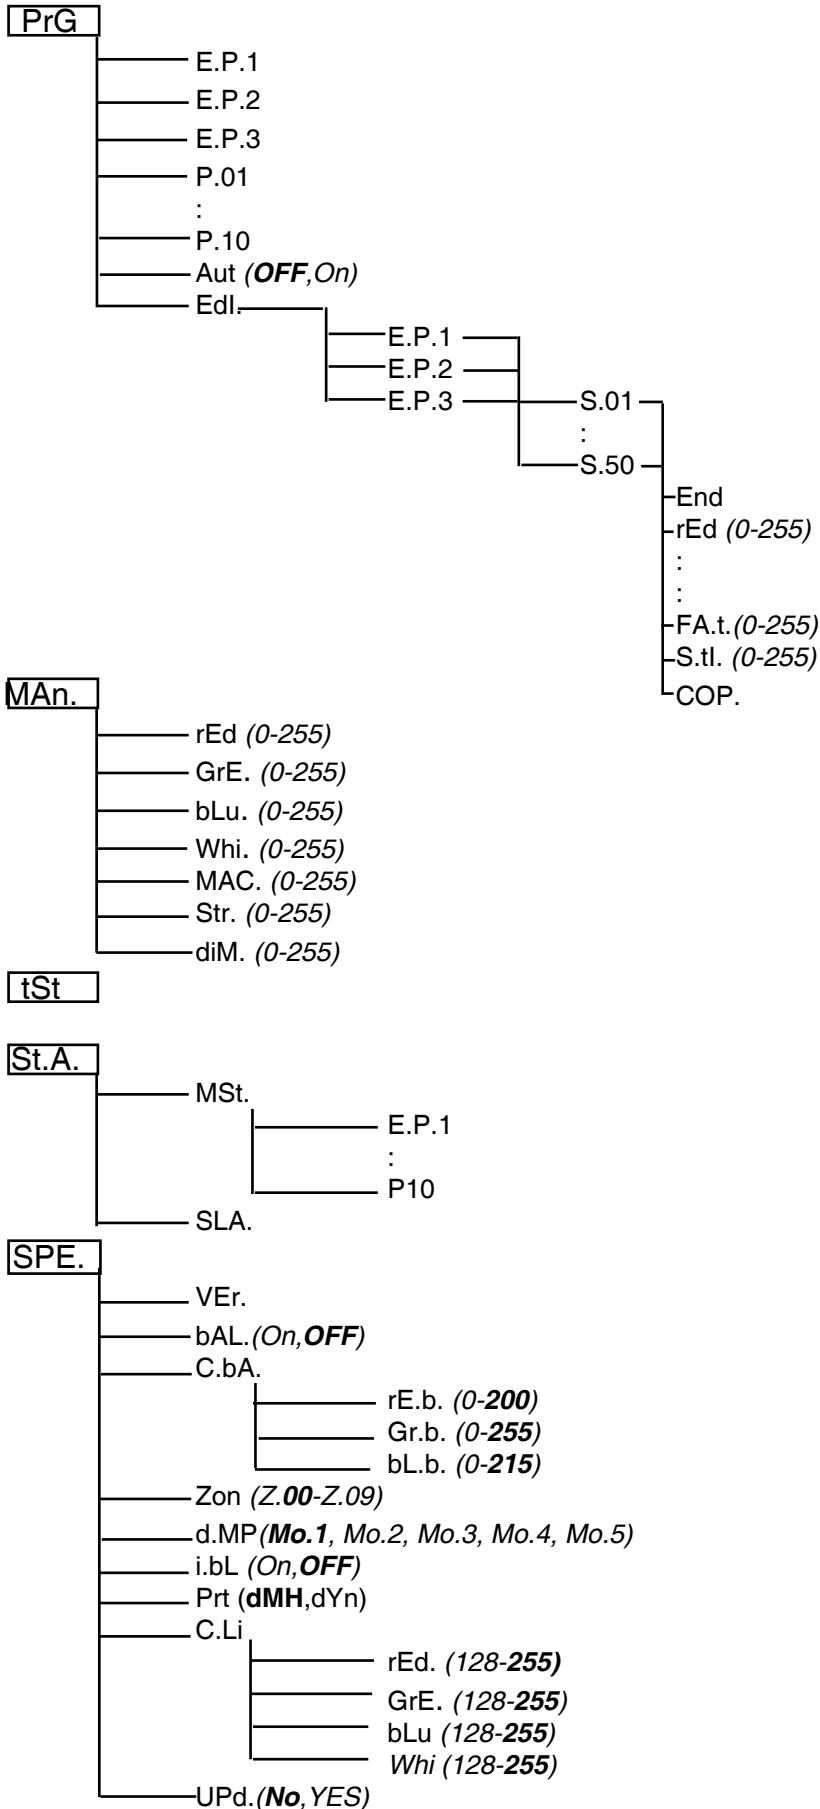 PrG
E.P.1
E.P.2
E.P.3
P.01
:
P.10
Aut (OFF,On)
EdI.
E.P.1
E.P.2
E.P.3
S.01
:
S.50
End
rEd (0-255)
:
:
FA.t.(0-255)
S.tI. (0-255)
COP.
MAn.
rEd (0-255)
GrE. (0-255)
bLu. (0-255)
Whi. (0-255)
MAC. (0-255)
Str. (0-255)
diM. (0-255)
tSt
St.A.
MSt.
E.P.1
:
P10
SLA.
SPE.
VEr.
bAL.(On,OFF)
C.bA.
rE.b. (0-200)
Gr.b. (0-255)
bL.b. (0-215)
Zon (Z.00-Z.09)
d.MP(Mo.1, Mo.2, Mo.3, Mo.4, Mo.5)
i.bL (On,OFF)
Prt (dMH,dYn)
C.Li
rEd. (128-255)
GrE. (128-255)
bLu (128-255)
Whi (128-255)
UPd.(No,YES)